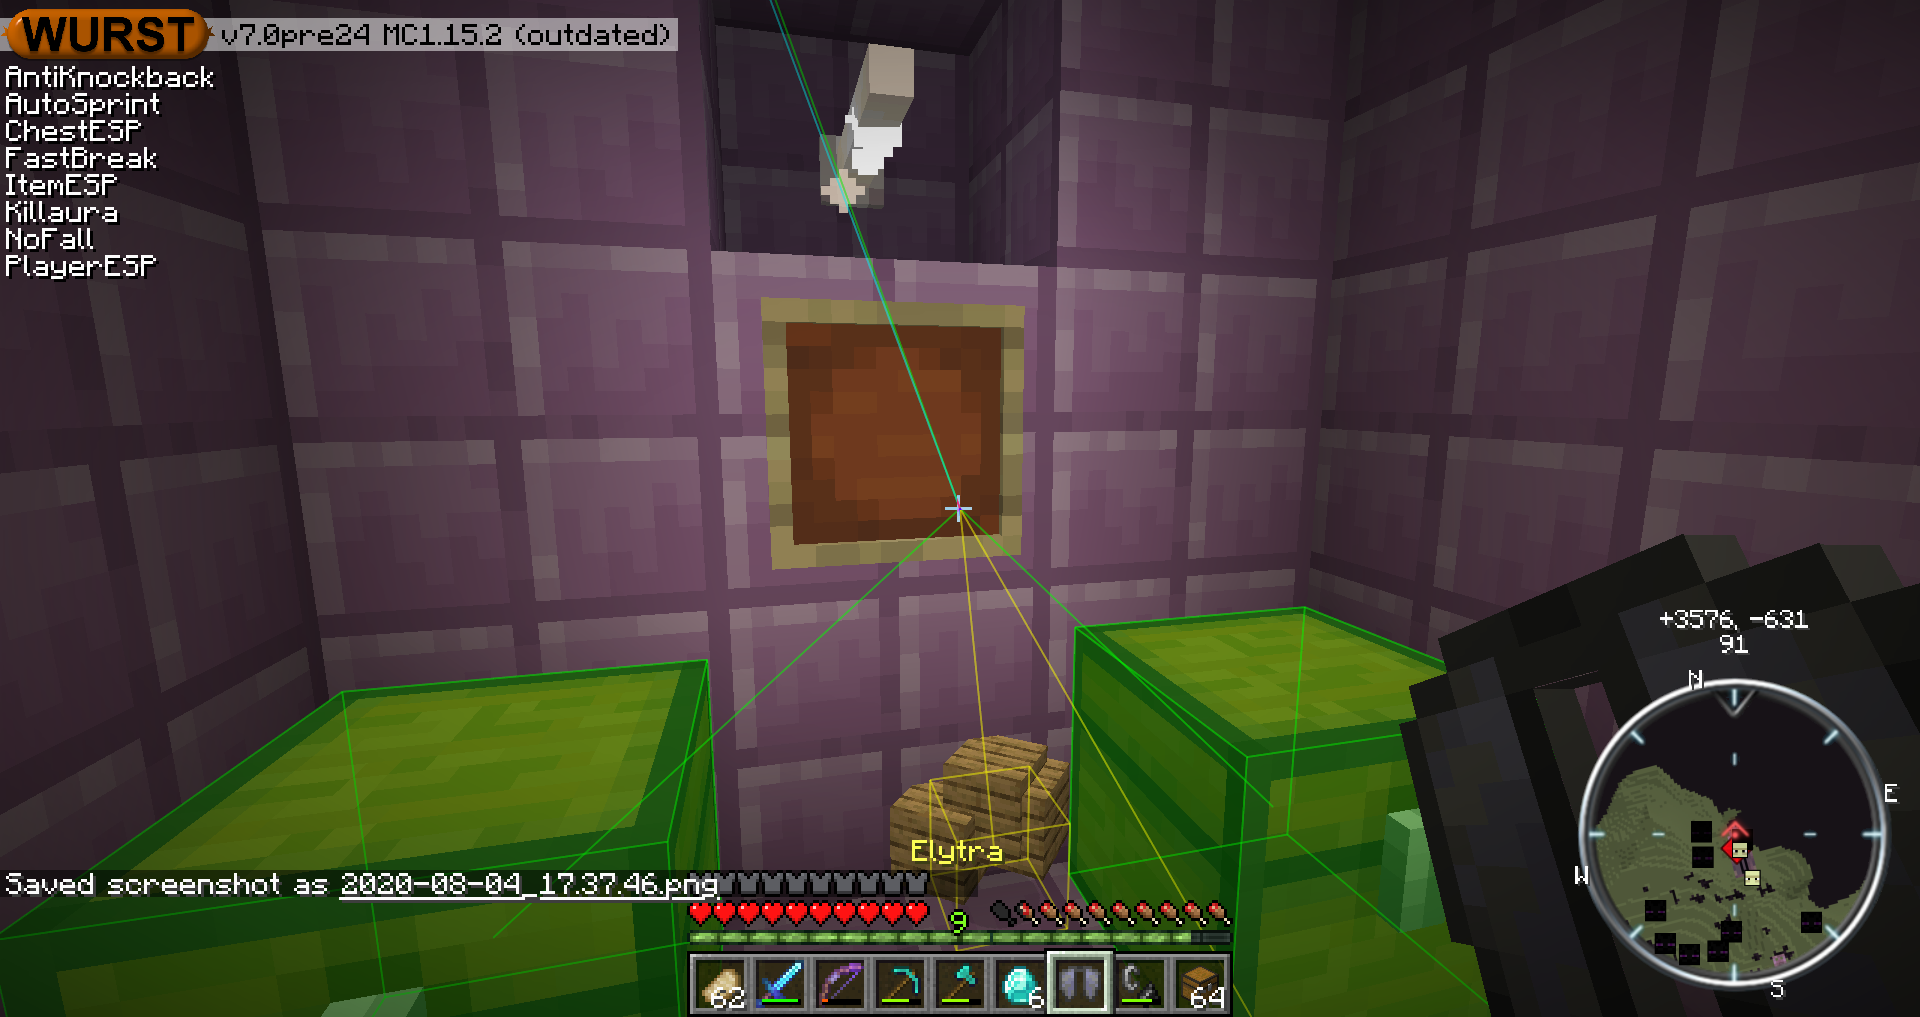 WURST v7.0pre24 MC1.15.2 (outdated)
AntiKnockback
AutoSprint
ChestESP
FastBreak
ItemESP
Killaura
NoFall
PlayerESP
+3576, -631
91
N
E
W
S
Elytra
Saved screenshot as 2020-08-04_17.37.46.png
9
62
6
64